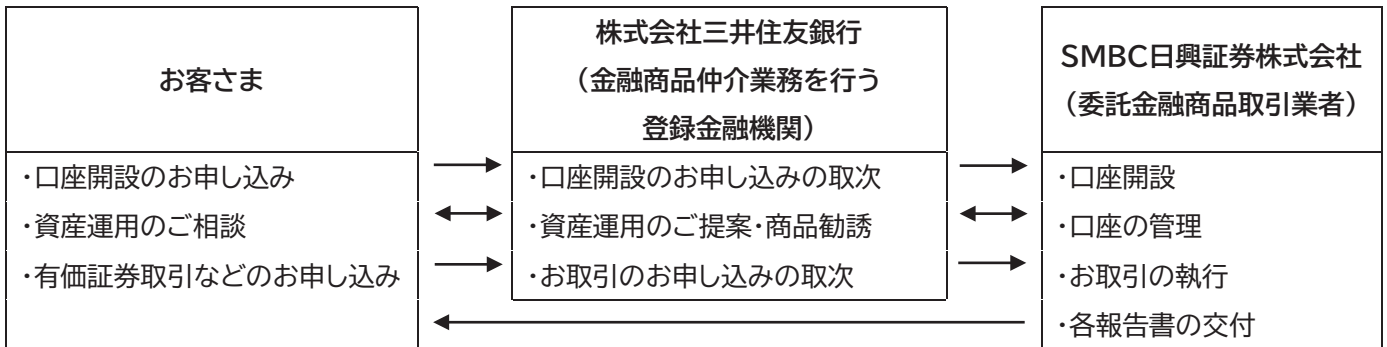 お客さま
株式会社三井住友銀行
（金融商品仲介業務を行う
登録金融機関）
SMBC日興証券株式会社
（委託金融商品取引業者）
・口座開設のお申し込み
・資産運用のご相談
・有価証券取引などのお申し込み
・口座開設のお申し込みの取次
・資産運用のご提案・商品勧誘
・お取引のお申し込みの取次
・口座開設
・口座の管理
・お取引の執行
・各報告書の交付